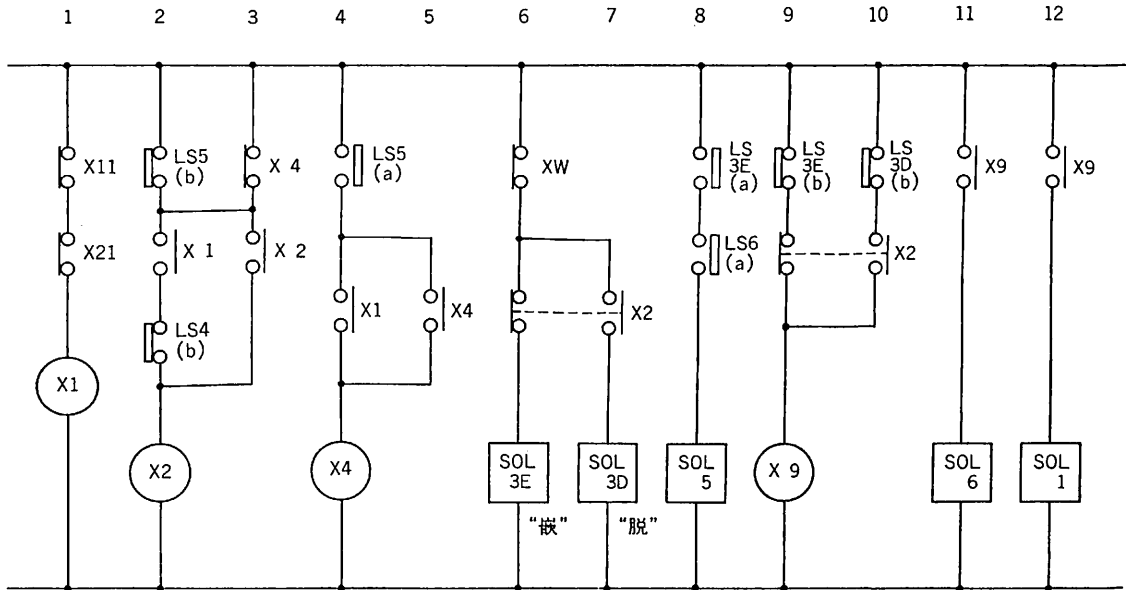 1 2 3 4 5 6 7 8 9 10 11 12
X11
X21
X1
LS5
(b)
X 1
LS4
(b)
X2
X 4
X 2
LS5
(a)
X1
X4
X4
XW
X2
SOL
3E
“嵌”
SOL
3D
“脱”
LS
3E
(a)
LS6
(a)
SOL
5
LS
3E
(b)
X 9
LS
3D
(b)
X2
X9
SOL
6
X9
SOL
1